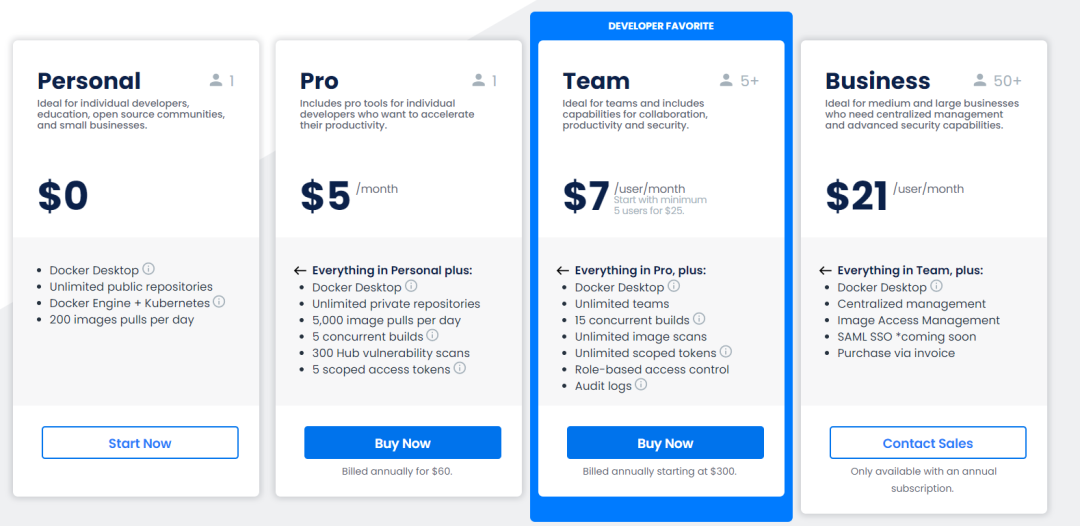 DEVELOPER FAVORITE
Personal 1
Ideal for individual developers,
education, open source communities,
and small businesses.
$0
Docker Desktop
Unlimited public repositories
Docker Engine + Kubernetes
200 images pulls per day
Start Now
Pro 1
Includes pro tools for individual
developers who want to accelerate
their productivity.
$5 /month
← Everything in Personal plus:
Docker Desktop
Unlimited private repositories
5,000 image pulls per day
5 concurrent builds
300 Hub vulnerability scans
5 scoped access tokens
Buy Now
Billed annually for $60.
Team 5+
Ideal for teams and includes
capabilities for collaboration,
productivity and security.
$7 /user/month
Start with minimum
5 users for $25.
← Everything in Pro, plus:
Docker Desktop
Unlimited teams
15 concurrent builds
Unlimited image scans
Unlimited scoped tokens
Role-based access control
Audit logs
Buy Now
Billed annually starting at $300.
Business 50+
Ideal for medium and large businesses
who need centralized management
and advanced security capabilities.
$21 /user/month
← Everything in Team, plus:
Docker Desktop
Centralized management
Image Access Management
SAML SSO *coming soon
Purchase via invoice
Contact Sales
Only available with an annual
subscription.